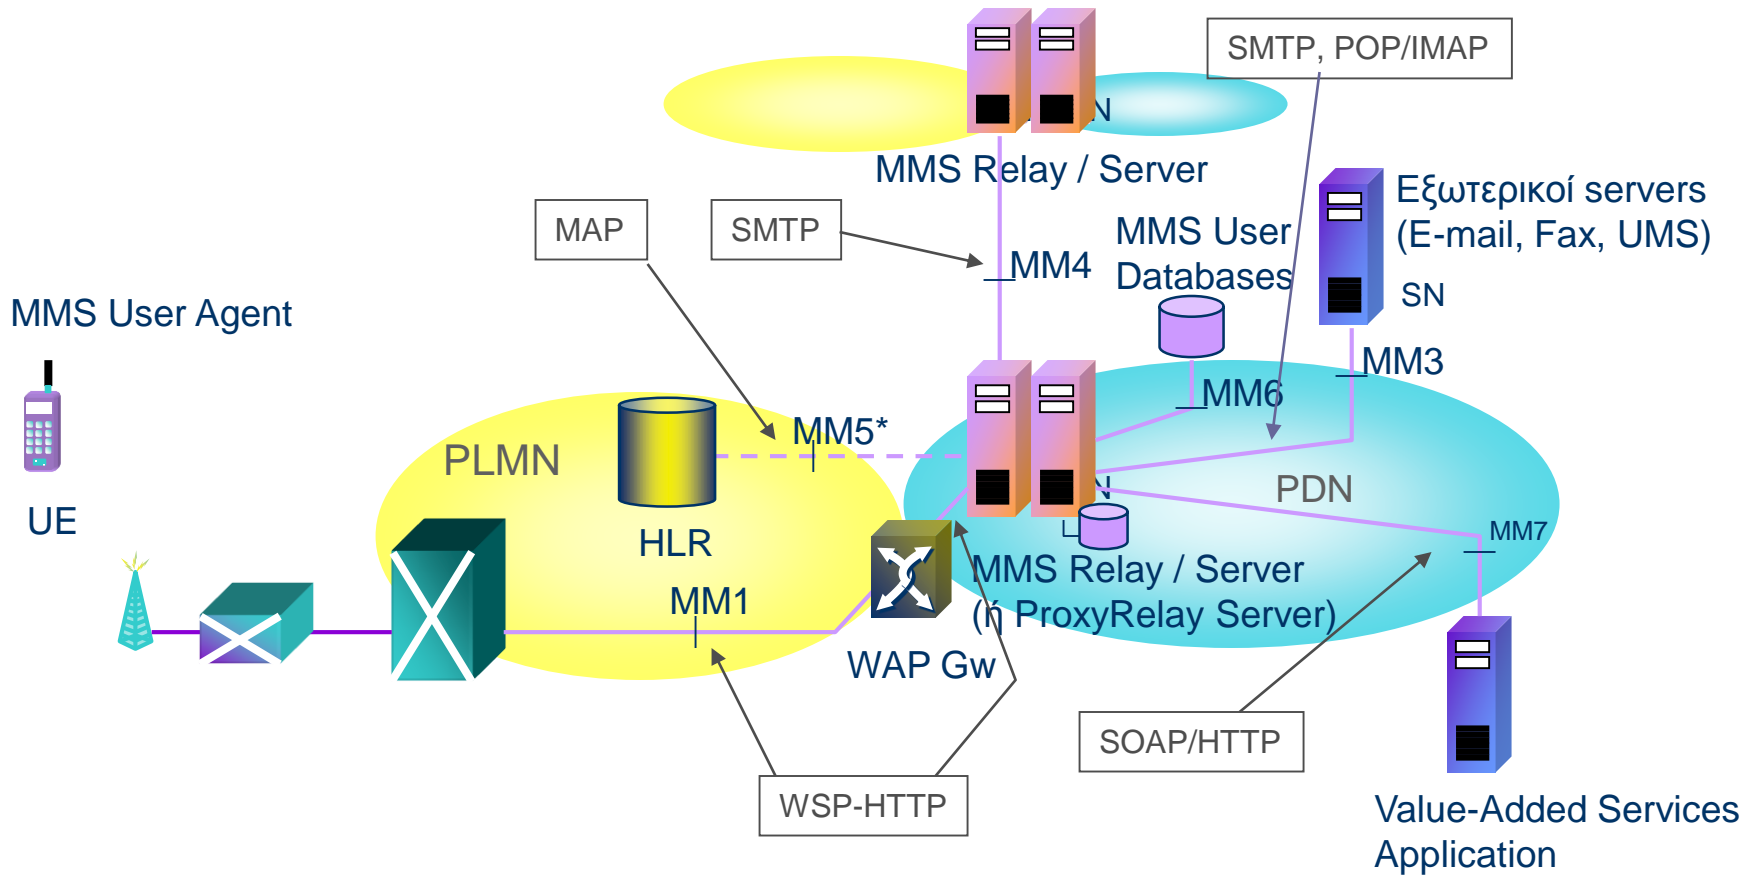 SMTP, POP/IMAP
N
MMS Relay / Server
Εξωτερικοί servers
(E-mail, Fax, UMS)
MAP
SMTP
MMS User
Databases
MM4
SN
MMS User Agent
MM3
MM6
MM5*
PLMN
PDN
N
UE
HLR
MM7
MMS Relay / Server
(ή ProxyRelay Server)
MM1
WAP Gw
SOAP/HTTP
WSP-HTTP
Value-Added Services
Application